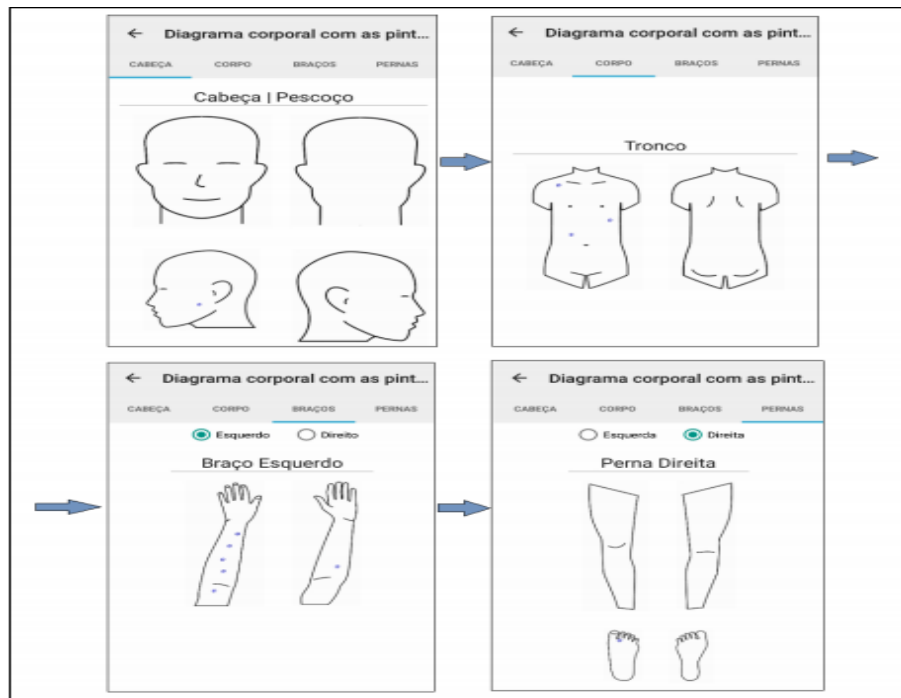 Diagrama corporal com as pint...
CABEÇA CORPO BRAÇOS PERNAS
Cabeça | Pescoço
Diagrama corporal com as pint...
CABEÇA CORPO BRAÇOS PERNAS
Tronco
Diagrama corporal com as pint...
CABEÇA CORPO BRAÇOS PERNAS
Esquerdo Direito
Braço Esquerdo
Diagrama corporal com as pint...
CABEÇA CORPO BRAÇOS PERNAS
Esquerda Direita
Perna Direita